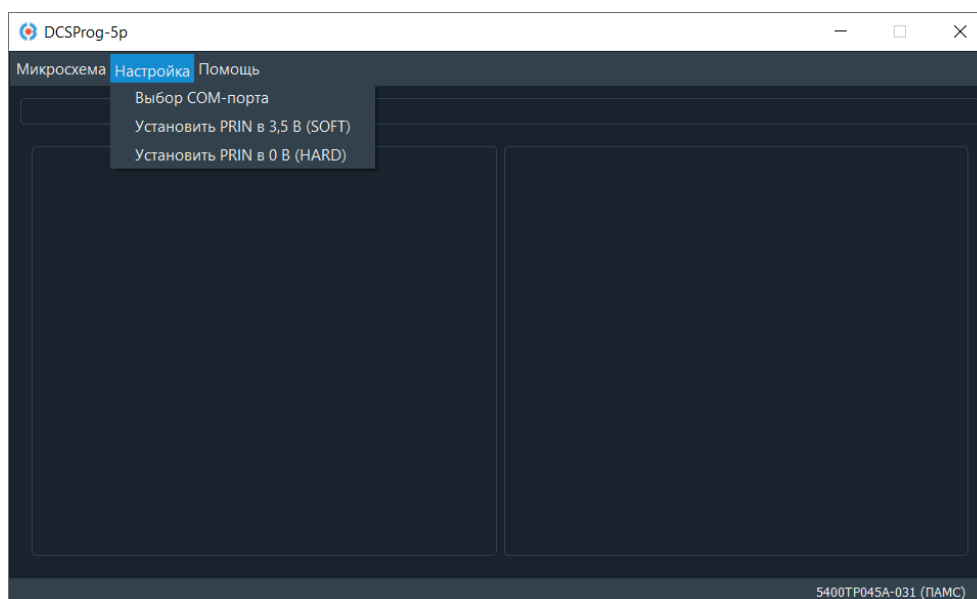 DCSProg-5p
Микросхема Настройка Помощь
Выбор COM-порта
Установить PRIN в 3,5 В (SOFT)
Установить PRIN в 0 В (HARD)
5400ТР045А-031 (ПАМС)